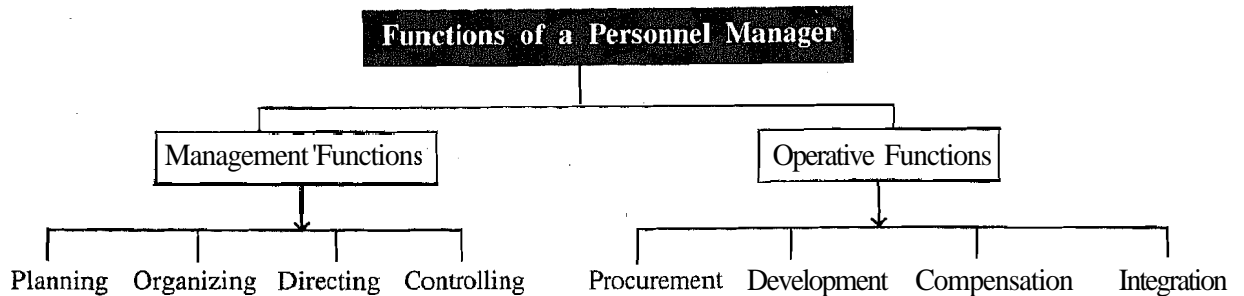 Functions of a Personnel Manager
Management 'Functions
Operative Functions
Planning Organizing Directing Controlling Procurement Development Compensation Integration